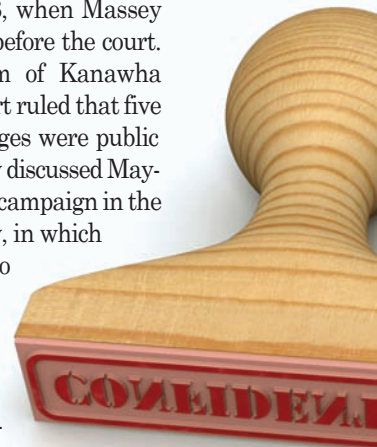 , when Massey
before the court.
m of Kanawha
rt ruled that five
ges were public
discussed May-
campaign in the
, in which
o
.
CONFIDEN